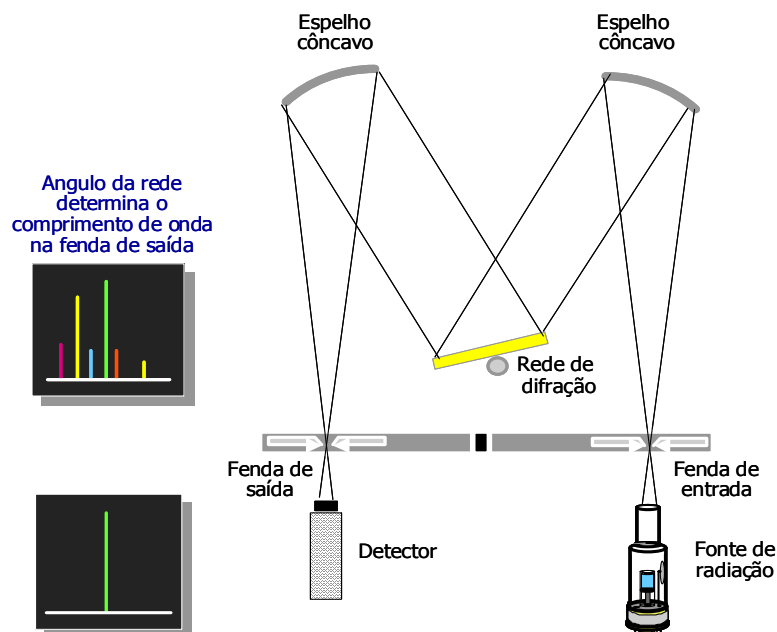 Espelho
côncavo
Espelho
côncavo
Angulo da rede
determina o
comprimento de onda
na fenda de saída
Rede de
difração
Fenda de
saída
Fenda de
entrada
Detector
Fonte de
radiação